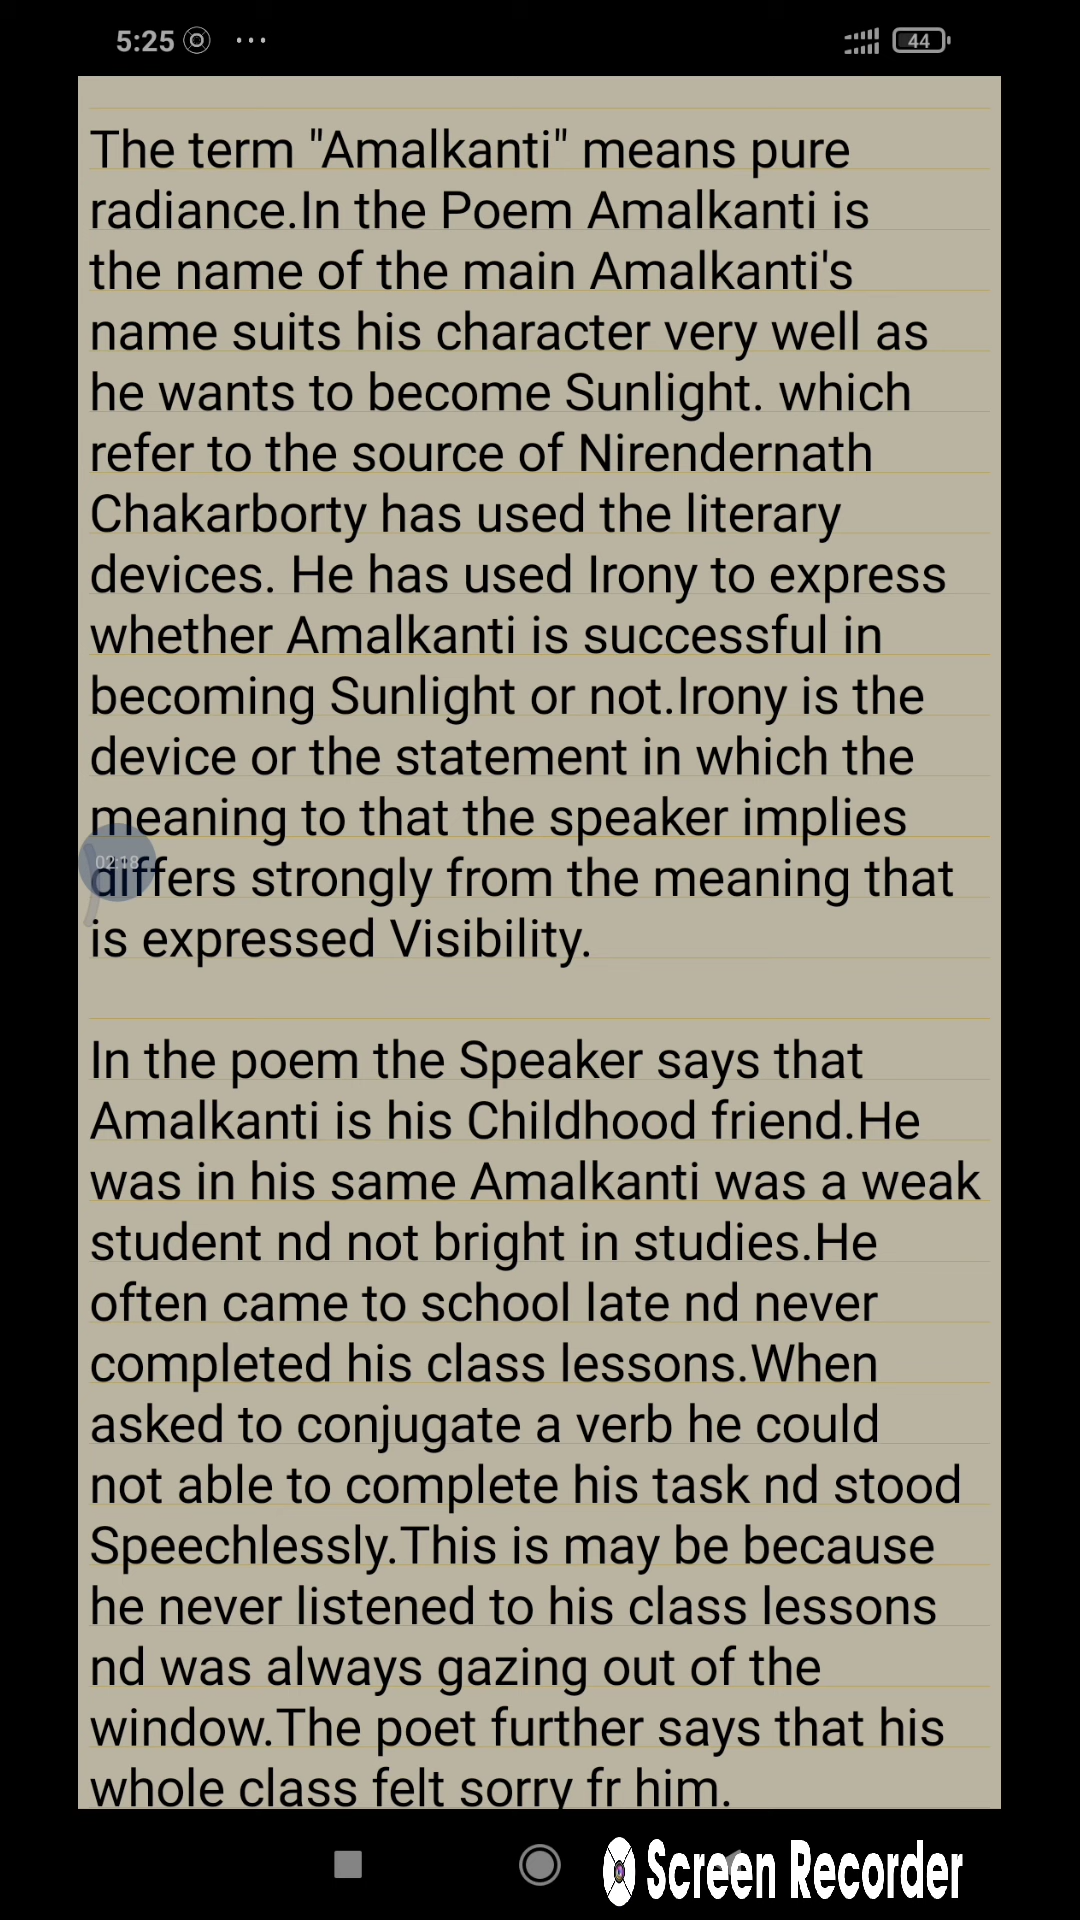 5:25
44
The term "Amalkanti" means pure
radiance.In the Poem Amalkanti is
the name of the main Amalkanti's
name suits his character very well as
he wants to become Sunlight. which
refer to the source of Nirendernath
Chakarborty has used the literary
devices. He has used Irony to express
whether Amalkanti is successful in
becoming Sunlight or not.Irony is the
device or the statement in which the
meaning to that the speaker implies
02:18
differs strongly from the meaning that
is expressed Visibility.
In the poem the Speaker says that
Amalkanti is his Childhood friend.He
was in his same Amalkanti was a weak
student nd not bright in studies.He
often came to school late nd never
completed his class lessons.When
asked to conjugate a verb he could
not able to complete his task nd stood
Speechlessly.This is may be because
he never listened to his class lessons
nd was always gazing out of the
window.The poet further says that his
whole class felt sorry fr him.
Screen Recorder